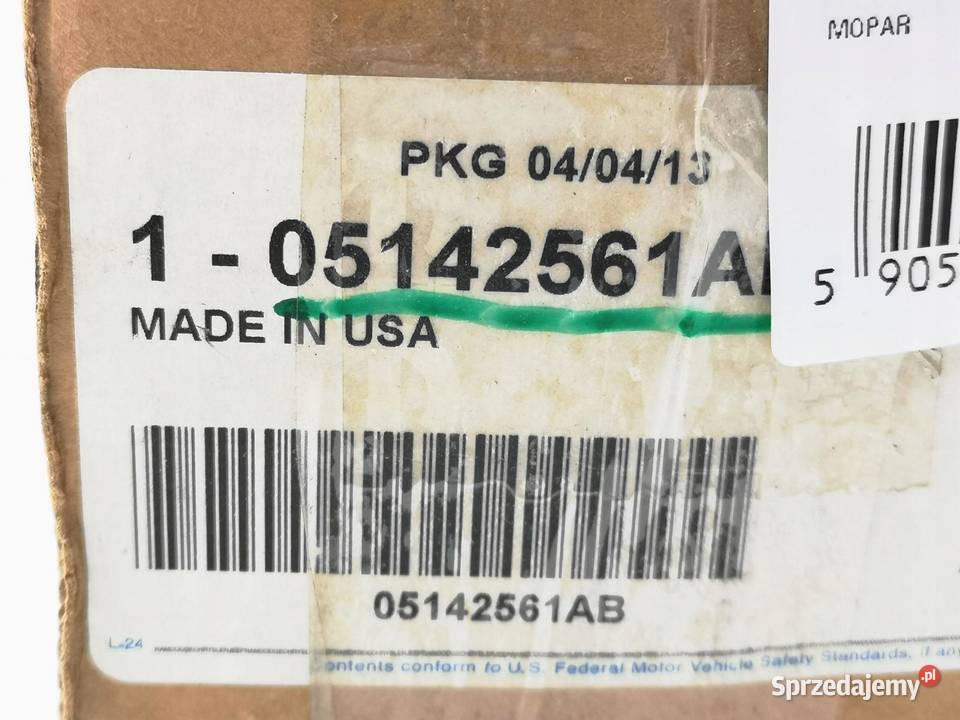 MOPAR
PKG 04/04/13
1 - 05142561AB
5 905
MADE IN USA
05142561AB
L-24
Contents conform to U.S. Federal Motor Vehicle Safety Standards, if any
Sprzedajemy.pl